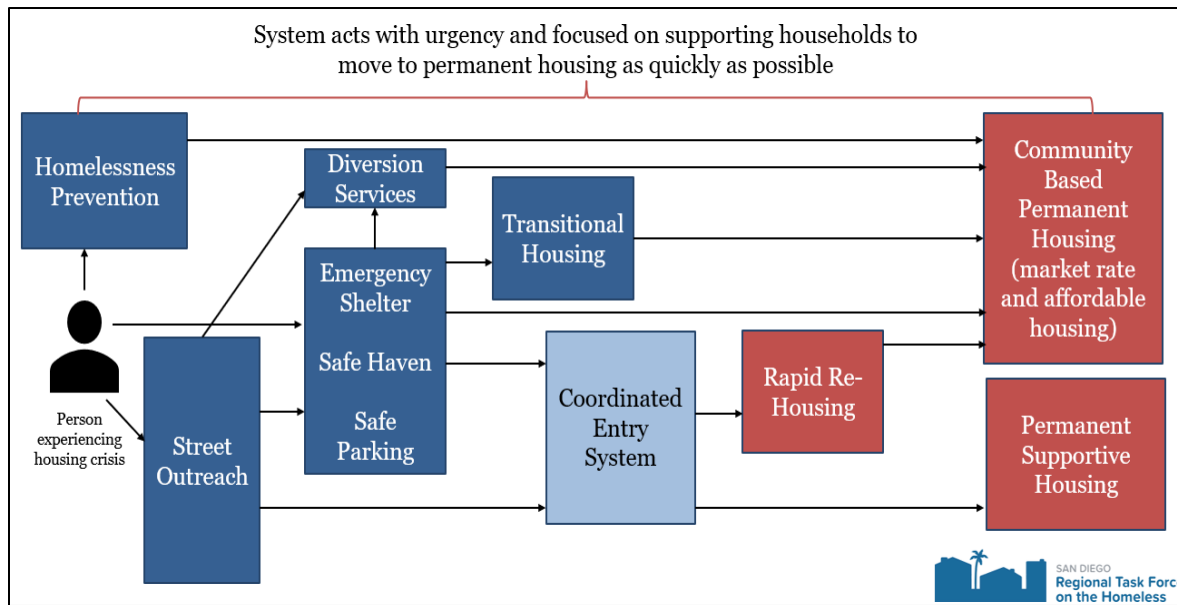 System acts with urgency and focused on supporting households to
move to permanent housing as quickly as possible
Homelessness
Prevention
Diversion
Services
Transitional
Housing
Community
Based
Permanent
Housing
(market rate
and affordable
housing)
Emergency
Shelter
Safe Haven
Safe
Parking
Person
experiencing
housing crisis
Street
Outreach
Coordinated
Entry
System
Rapid Re-
Housing
Permanent
Supportive
Housing
SAN DIEGO
Regional Task Force
on the Homeless